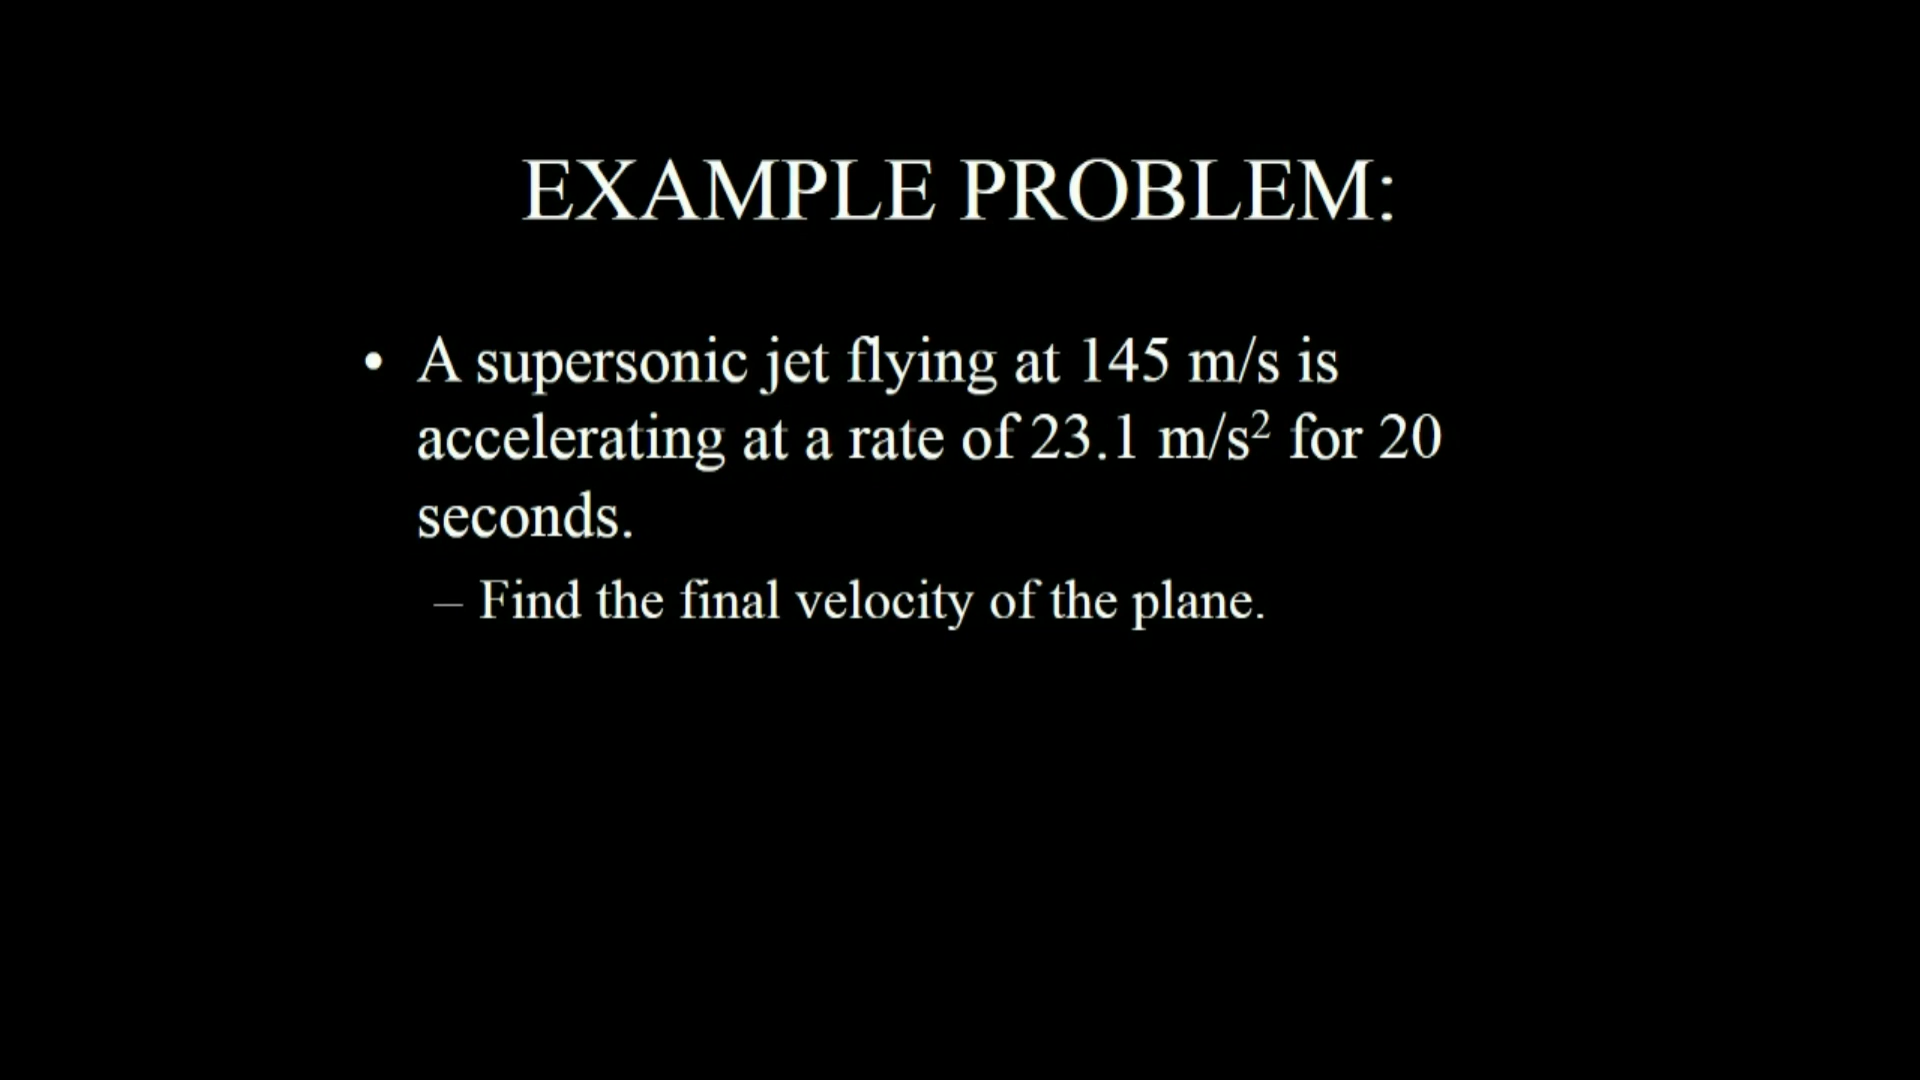 EXAMPLE PROBLEM:
• A supersonic jet flying at 145 m/s is
accelerating at a rate of 23.1 m/s² for 20
seconds.
– Find the final velocity of the plane.